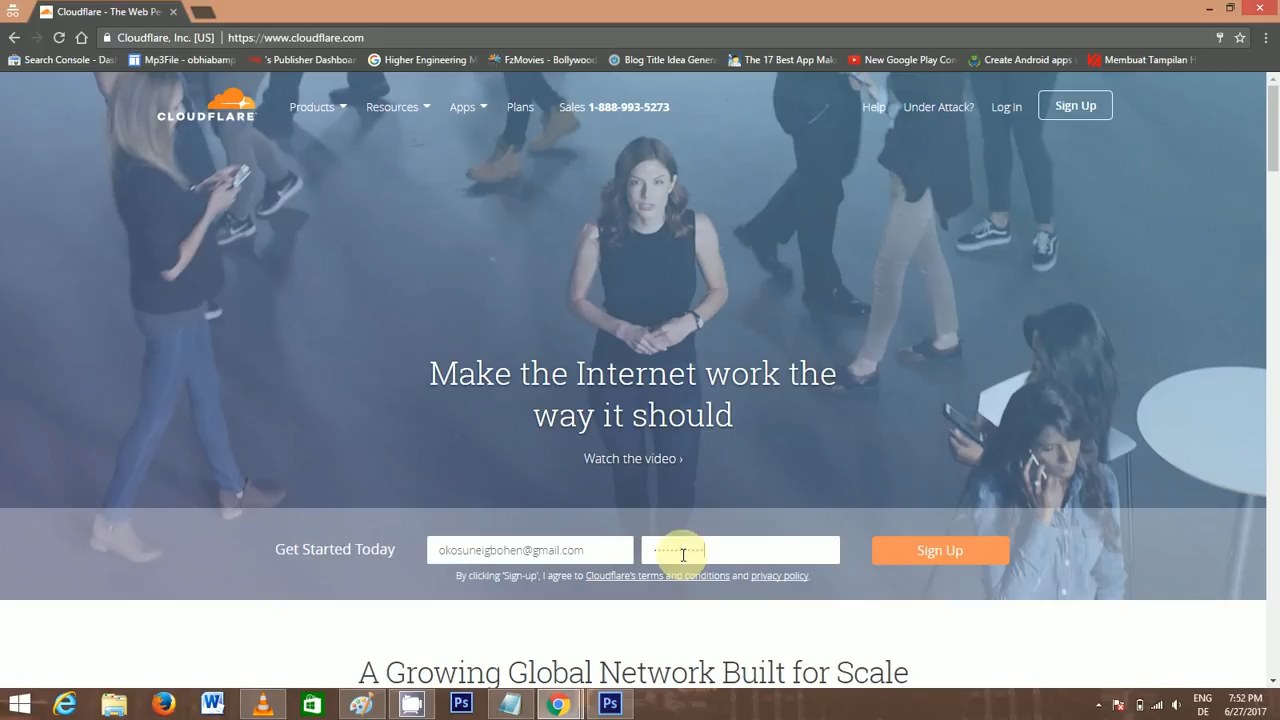 Cloudflare - The Web Pe
Cloudflare, Inc. [US] | https://www.cloudflare.com
Search Console - Das
Mp3File - obhiabamp
's Publisher Dashboar
Higher Engineering M
FzMovies - Bollywood
Blog Title Idea Genera
The 17 Best App Make
New Google Play Con
Create Android apps v
Membuat Tampilan H
CLOUDFLARE
Products
Resources
Apps
Plans
Sales 1-888-993-5273
Help
Under Attack?
Log In
Sign Up
Make the Internet work the
way it should
Watch the video ›
Get Started Today
okosuneigbohen@gmail.com
Sign Up
By clicking 'Sign-up', I agree to Cloudflare's terms and conditions and privacy policy.
A Growing Global Network Built for Scale
ENG
DE
7:52 PM
6/27/2017